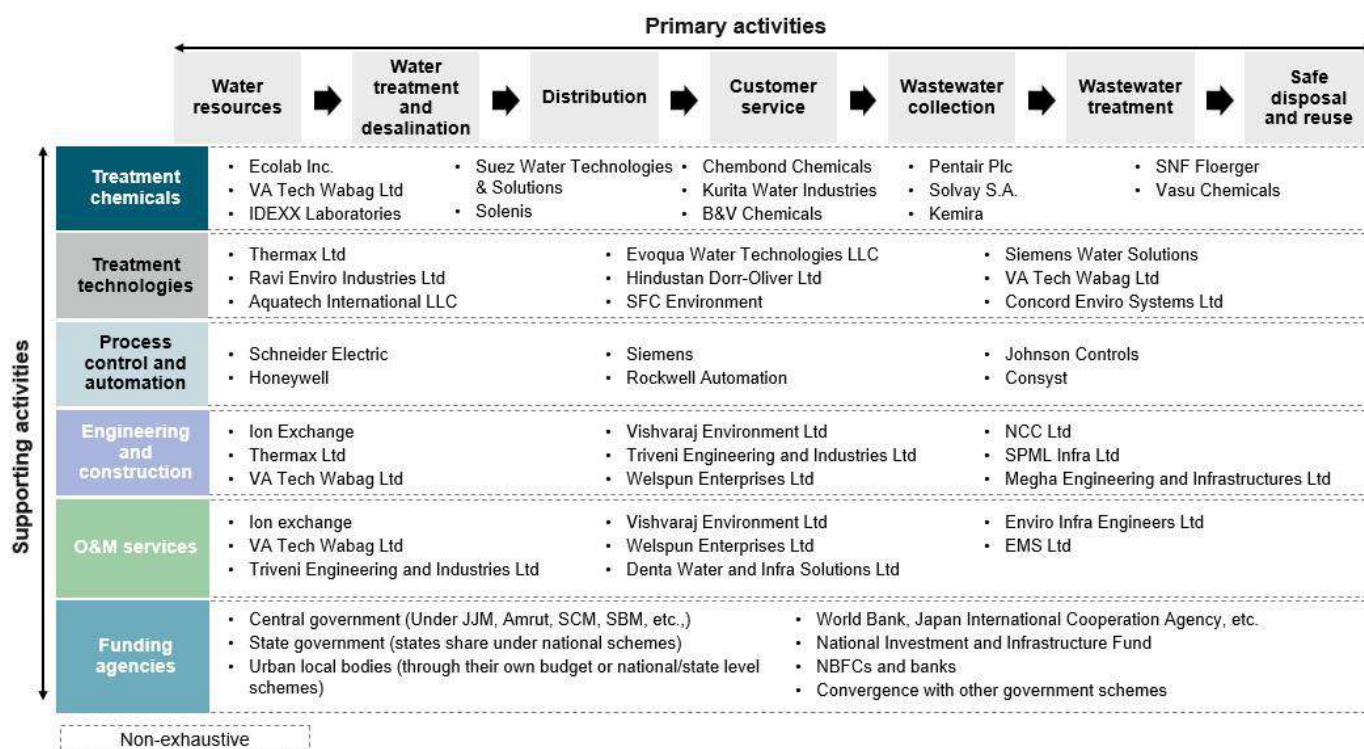 Primary activities
Water
resources
Water
treatment
and
desalination
Distribution
Customer
service
Wastewater
collection
Wastewater
treatment
Safe
disposal
and reuse
Supporting activities
Treatment
chemicals
• Ecolab Inc.
• VA Tech Wabag Ltd
• IDEXX Laboratories
• Suez Water Technologies
& Solutions
• Solenis
• Chembond Chemicals
• Kurita Water Industries
• B&V Chemicals
• Pentair Plc
• Solvay S.A.
• Kemira
• SNF Floerger
• Vasu Chemicals
Treatment
technologies
• Thermax Ltd
• Ravi Enviro Industries Ltd
• Aquatech International LLC
• Evoqua Water Technologies LLC
• Hindustan Dorr-Oliver Ltd
• SFC Environment
• Siemens Water Solutions
• VA Tech Wabag Ltd
• Concord Enviro Systems Ltd
Process
control and
automation
• Schneider Electric
• Honeywell
• Siemens
• Rockwell Automation
• Johnson Controls
• Consyst
Engineering
and
construction
• Ion Exchange
• Thermax Ltd
• VA Tech Wabag Ltd
• Vishvaraj Environment Ltd
• Triveni Engineering and Industries Ltd
• Welspun Enterprises Ltd
• NCC Ltd
• SPML Infra Ltd
• Megha Engineering and Infrastructures Ltd
O&M services
• Ion exchange
• VA Tech Wabag Ltd
• Triveni Engineering and Industries Ltd
• Vishvaraj Environment Ltd
• Welspun Enterprises Ltd
• Denta Water and Infra Solutions Ltd
• Enviro Infra Engineers Ltd
• EMS Ltd
Funding
agencies
• Central government (Under JJM, Amrut, SCM, SBM, etc.,)
• State government (states share under national schemes)
• Urban local bodies (through their own budget or national/state level
schemes)
• World Bank, Japan International Cooperation Agency, etc.
• National Investment and Infrastructure Fund
• NBFCs and banks
• Convergence with other government schemes
Non-exhaustive